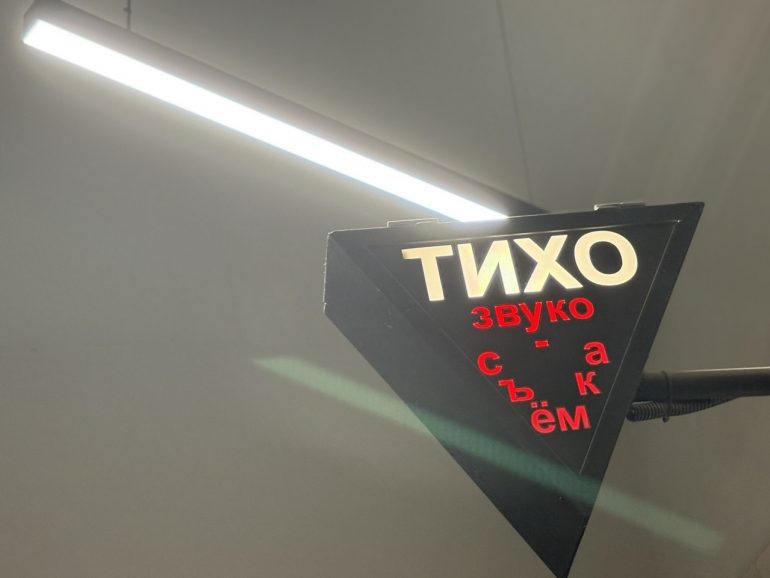 ТИХО
звуко
-
с а
ъ к
ём